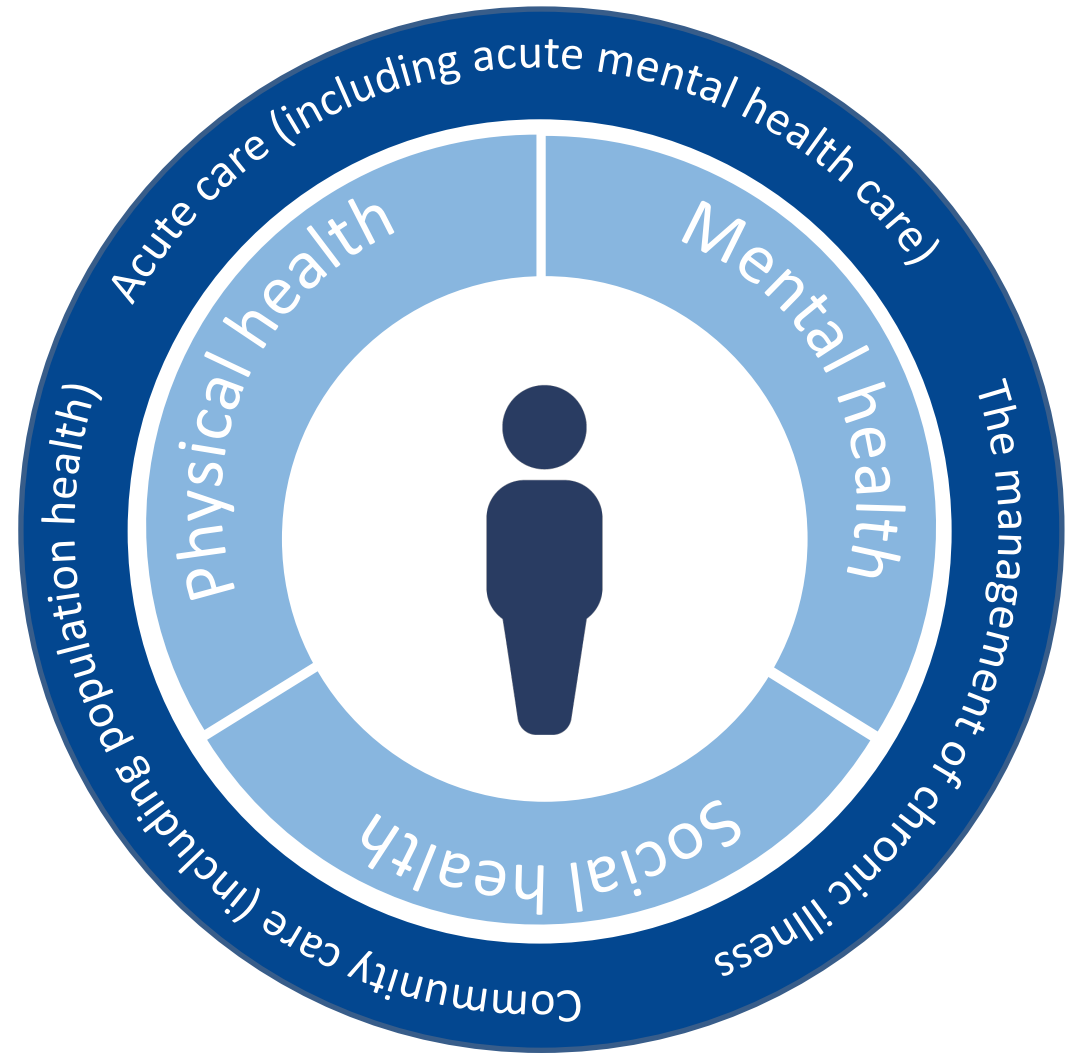 Acute care (including acute mental health care)
The management of chronic illness
Community care (including population health)
Physical health
Mental health
Social health